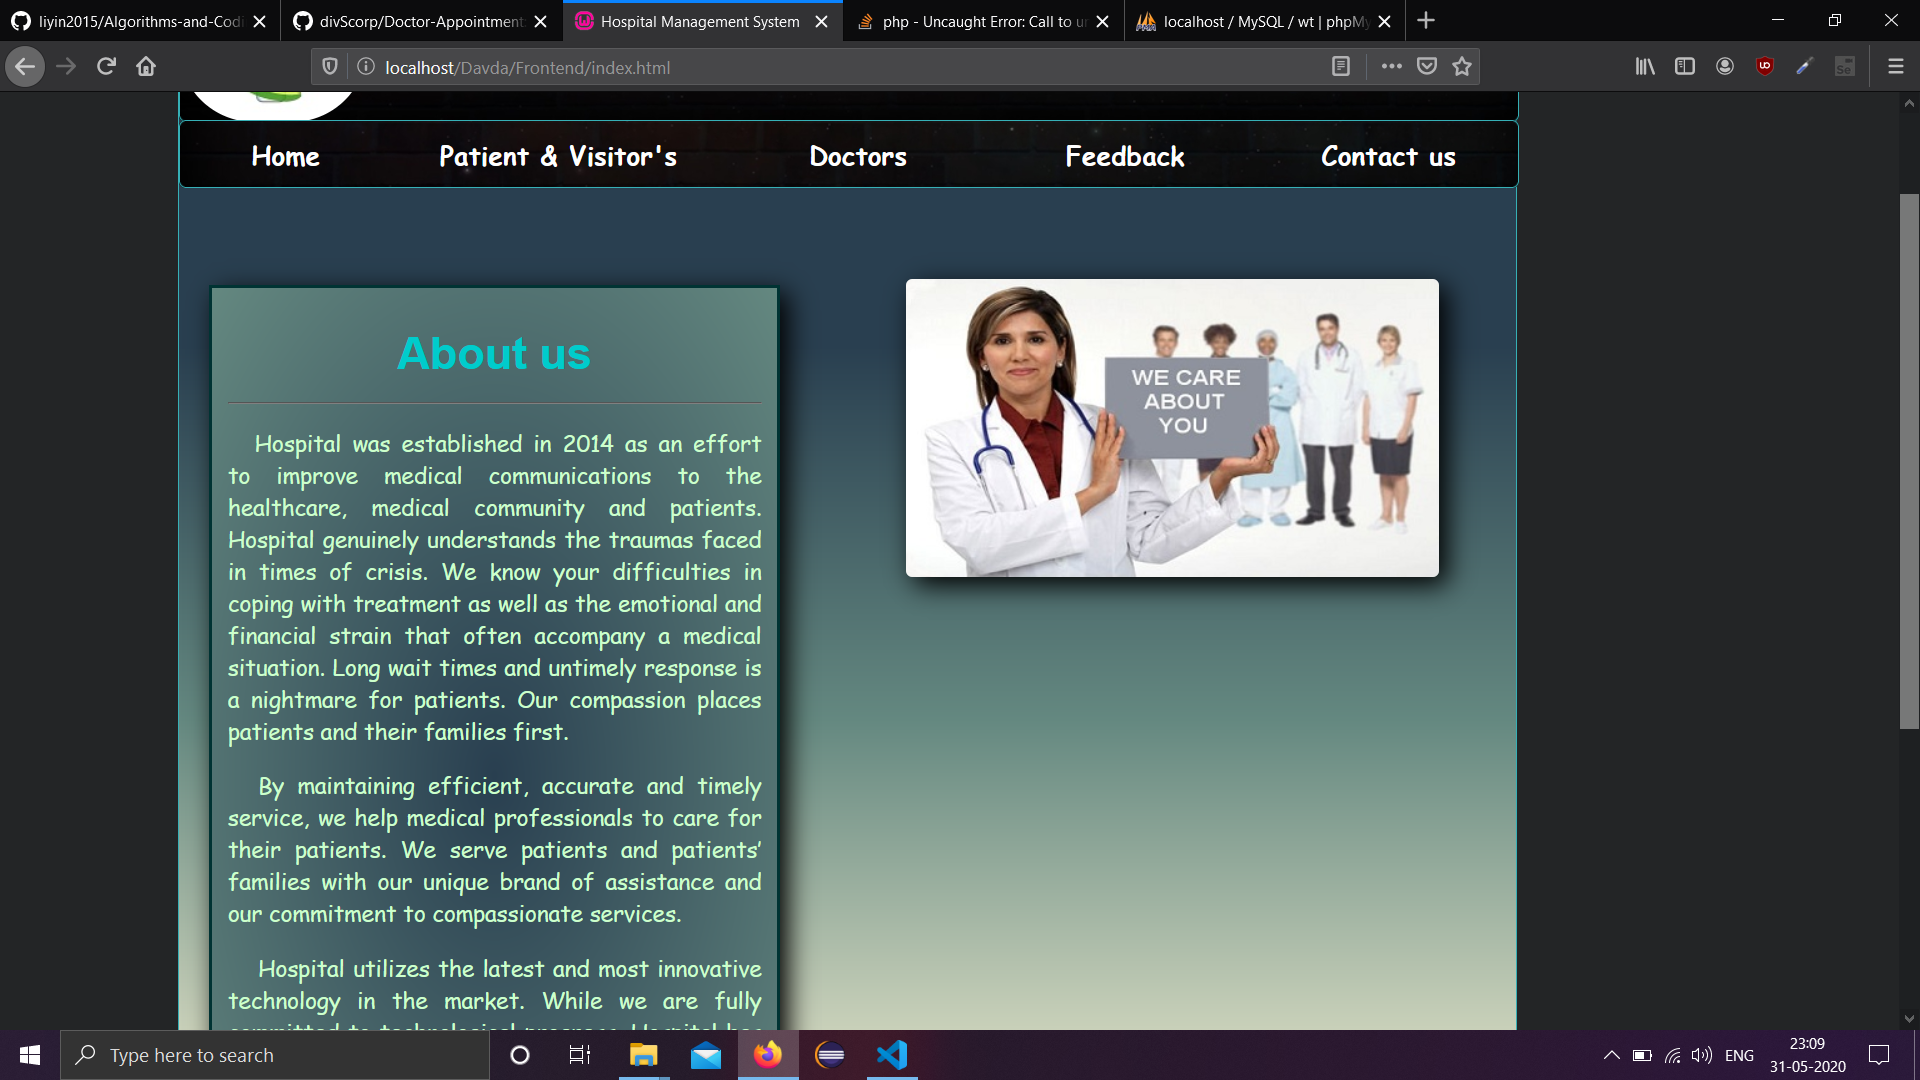 liyin2015/Algorithms-and-Codi
divScorp/Doctor-Appointment
Hospital Management System
php - Uncaught Error: Call to u
localhost / MySQL / wt | phpMy
localhost/Davda/Frontend/index.html
Home Patient & Visitor's Doctors Feedback Contact us
About us
Hospital was established in 2014 as an effort
to improve medical communications to the
healthcare, medical community and patients.
Hospital genuinely understands the traumas faced
in times of crisis. We know your difficulties in
coping with treatment as well as the emotional and
financial strain that often accompany a medical
situation. Long wait times and untimely response is
a nightmare for patients. Our compassion places
patients and their families first.
By maintaining efficient, accurate and timely
service, we help medical professionals to care for
their patients. We serve patients and patients’
families with our unique brand of assistance and
our commitment to compassionate services.
Hospital utilizes the latest and most innovative
technology in the market. While we are fully
committed to technological progress, Hospital has
WE CARE
ABOUT
YOU
Type here to search
ENG
23:09
31-05-2020